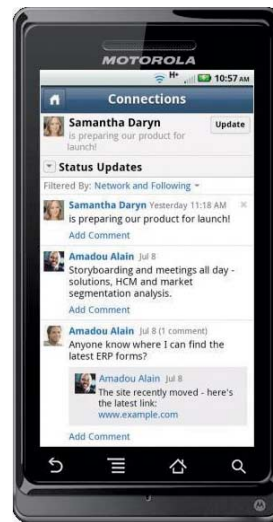 MOTOROLA
H+ 10:57 AM
Connections
Samantha Daryn
Update
is preparing our product for
launch!
Status Updates
Filtered By: Network and Following
Samantha Daryn Yesterday 11:18 AM ×
is preparing our product for launch!
Add Comment
Amadou Alain Jul 8
Storyboarding and meetings all day -
solutions, HCM and market
segmentation analysis.
Add Comment
Amadou Alain Jul 8 (1 comment)
Anyone know where I can find the
latest ERP forms?
Amadou Alain Jul 8
The site recently moved - here's
the latest link:
www.example.com
Add Comment